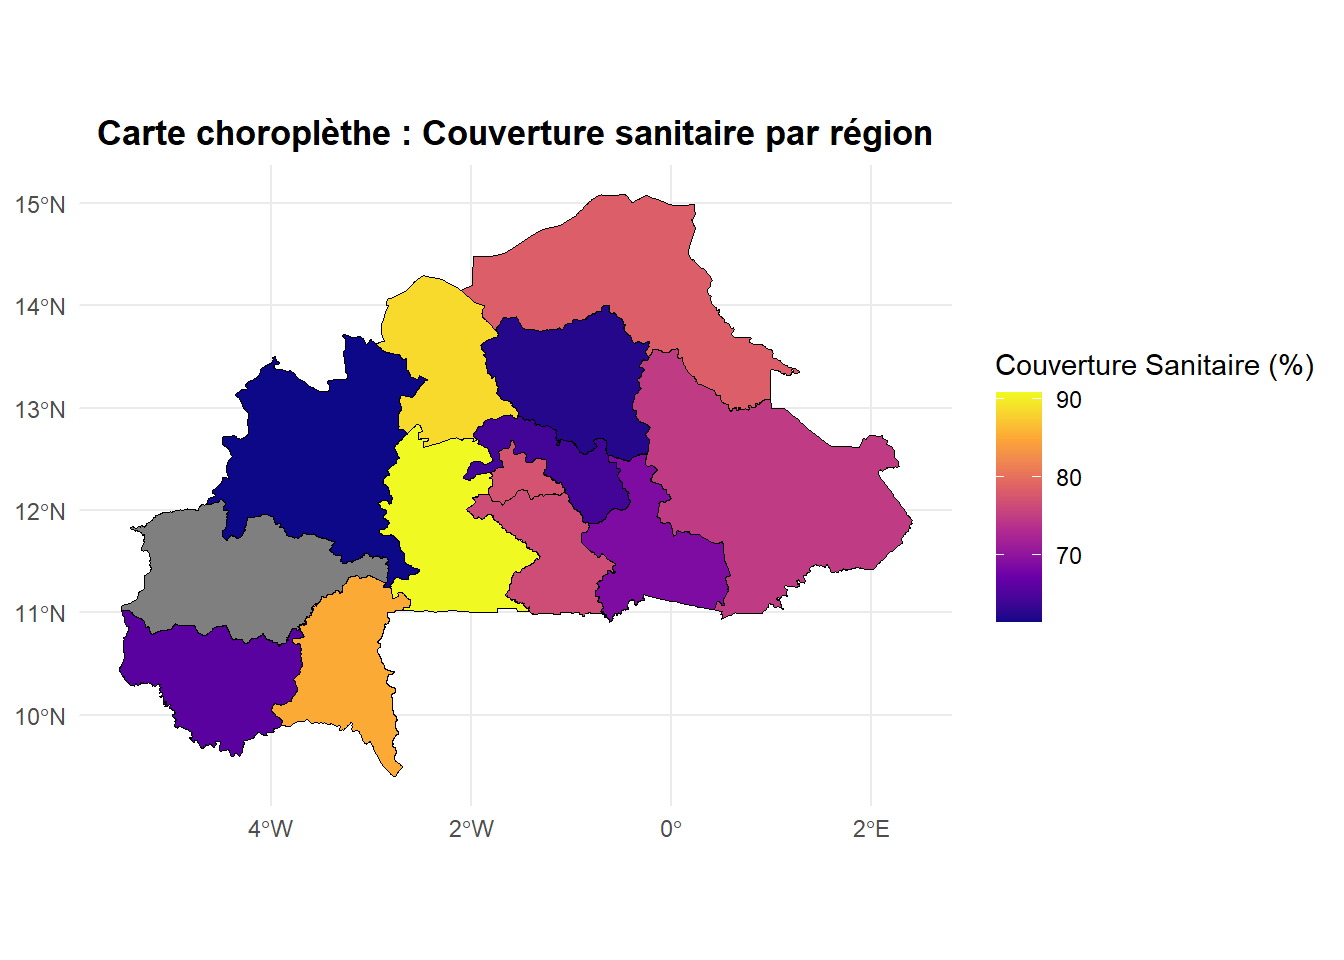 Carte choroplèthe : Couverture sanitaire par région
15°N
14°N
13°N
12°N
11°N
10°N
4°W 2°W 0° 2°E
Couverture Sanitaire (%)
90
80
70